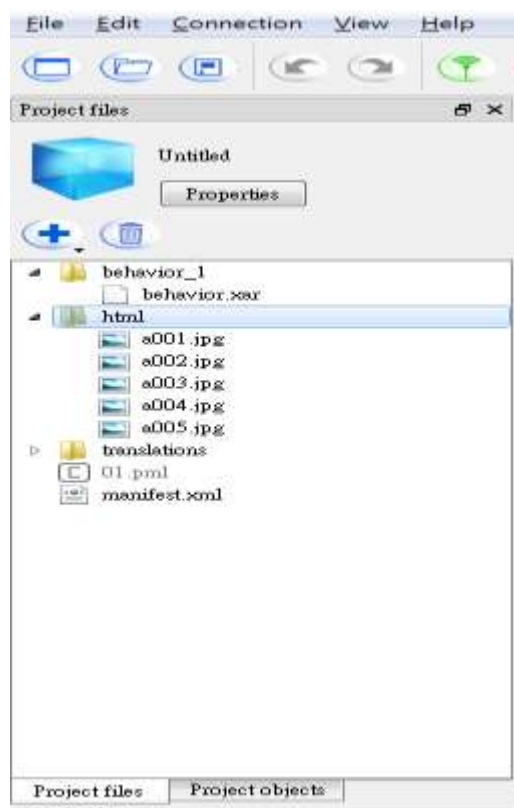 File Edit Connection View Help
Project files
Untitled
Properties
behavior_1
behavior.xar
html
a001.jpg
a002.jpg
a003.jpg
a004.jpg
a005.jpg
translations
C 01.pml
manifest.xml
Project files Project objects